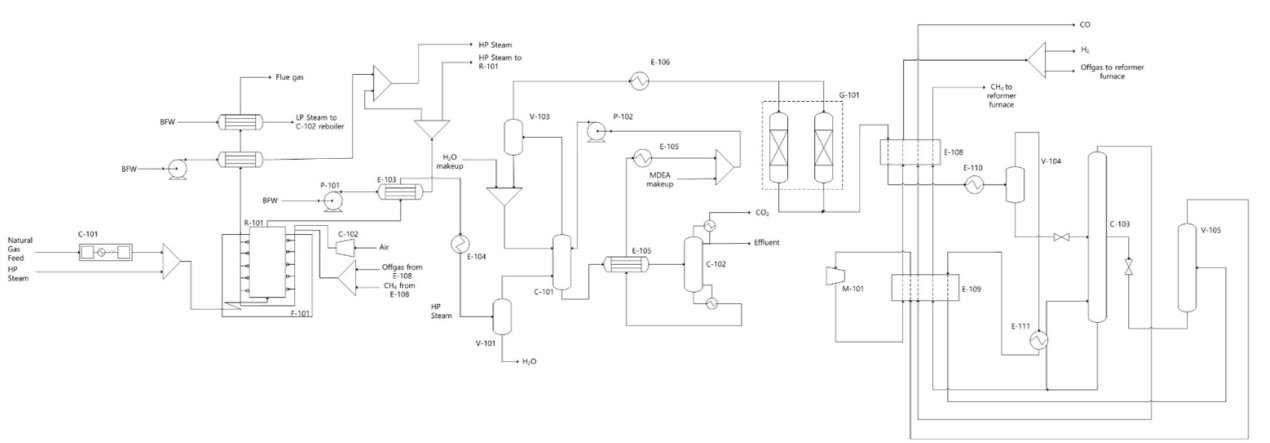 CO
HP Steam
HP Steam to
R-101
H₂
Offgas to reformer
furnace
Flue gas
E-106
CH₄ to
reformer
furnace
G-101
BFW
LP Steam to
C-102 reboiler
V-103
P-102
E-108
V-104
BFW
H₂O
makeup
E-105
MDEA
makeup
E-110
P-101
E-103
BFW
CO₂
R-101
C-102
C-101
Natural
Gas
Feed
HP
Steam
Air
Effluent
C-103
V-105
E-104
E-105
C-102
Offgas from
E-108
CH₄ from
E-108
C-101
M-101
E-109
F-101
HP
Steam
E-111
V-101
H₂O